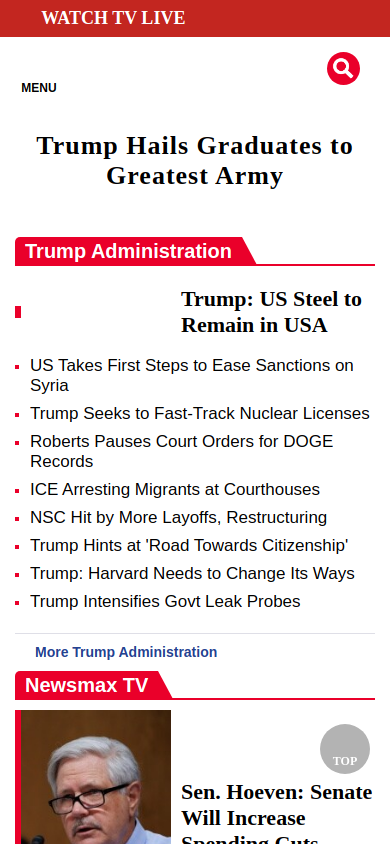 WATCH TV LIVE
MENU
Trump Hails Graduates to
Greatest Army
Trump Administration
Trump: US Steel to
Remain in USA
US Takes First Steps to Ease Sanctions on
Syria
Trump Seeks to Fast-Track Nuclear Licenses
Roberts Pauses Court Orders for DOGE
Records
ICE Arresting Migrants at Courthouses
NSC Hit by More Layoffs, Restructuring
Trump Hints at 'Road Towards Citizenship'
Trump: Harvard Needs to Change Its Ways
Trump Intensifies Govt Leak Probes
More Trump Administration
Newsmax TV
TOP
Sen. Hoeven: Senate
Will Increase
Spending Cuts